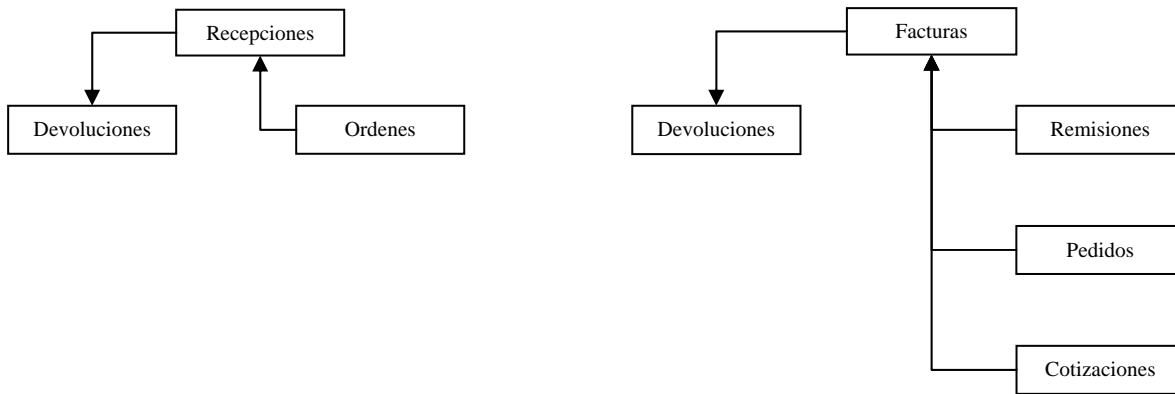 Recepciones
Facturas
Devoluciones
Ordenes
Devoluciones
Remisiones
Pedidos
Cotizaciones